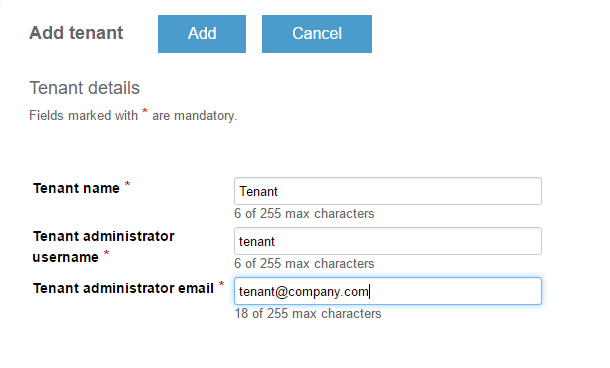 Add tenant Add Cancel
Tenant details
Fields marked with * are mandatory.
Tenant name * Tenant
6 of 255 max characters
Tenant administrator
username * tenant
6 of 255 max characters
Tenant administrator email * tenant@company.com
18 of 255 max characters